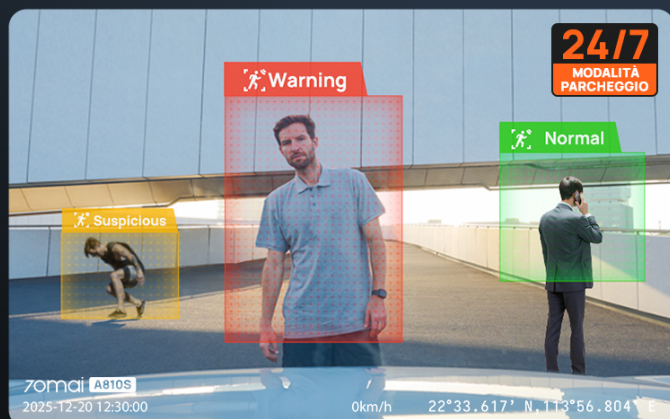 24/7
MODALITÀ
PARCHEGGIO
Warning
Normal
Suspicious
70mai A810S
2025-12-20 12:30:00
0km/h
22°33.617' N 113°56.804' E